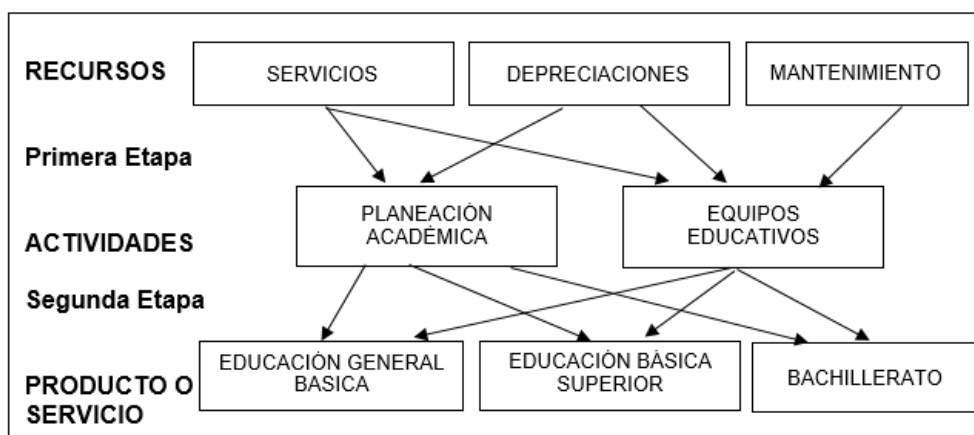 RECURSOS
SERVICIOS
DEPRECIACIONES
MANTENIMIENTO
Primera Etapa
PLANEACIÓN
ACADÉMICA
EQUIPOS
EDUCATIVOS
ACTIVIDADES
Segunda Etapa
EDUCACIÓN GENERAL
BASICA
EDUCACIÓN BÀSICA
SUPERIOR
BACHILLERATO
PRODUCTO O
SERVICIO